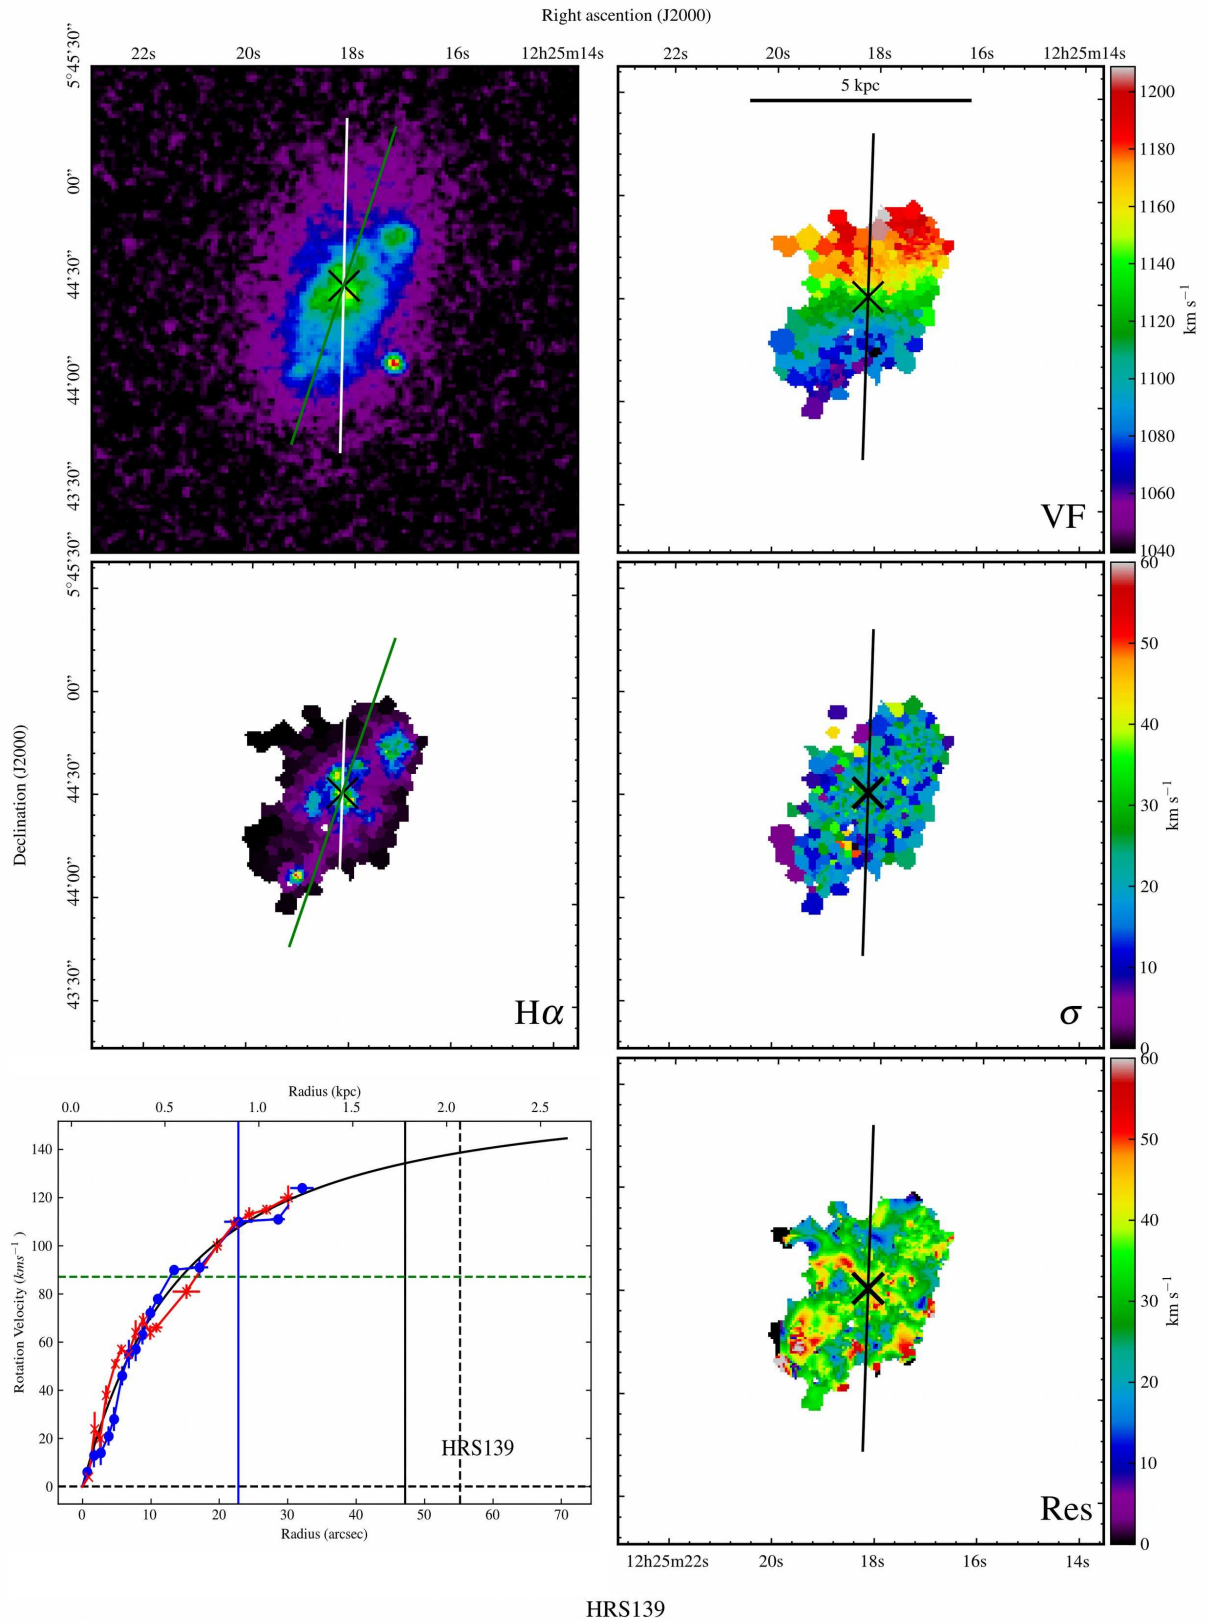 Right ascention (J2000)
22s 20s 18s 16s 12h25m14s
22s 20s 18s 16s 12h25m14s
5°45'30”
00”
44'30”
44'00”
43'30”
5 kpc
VF
1200
1180
1160
1140
1120
1100
1080
1060
1040
km s−1
Declination (J2000)
5°45'30”
00”
44'30”
44'00”
43'30”
Hα
σ
60
50
40
30
20
10
0
km s−1
Radius (kpc)
0.0 0.5 1.0 1.5 2.0 2.5
Rotation Velocity (kms−1)
140
120
100
80
60
40
20
0
HRS139
0 10 20 30 40 50 60 70
Radius (arcsec)
Res
60
50
40
30
20
10
0
km s−1
12h25m22s 20s 18s 16s 14s
HRS139